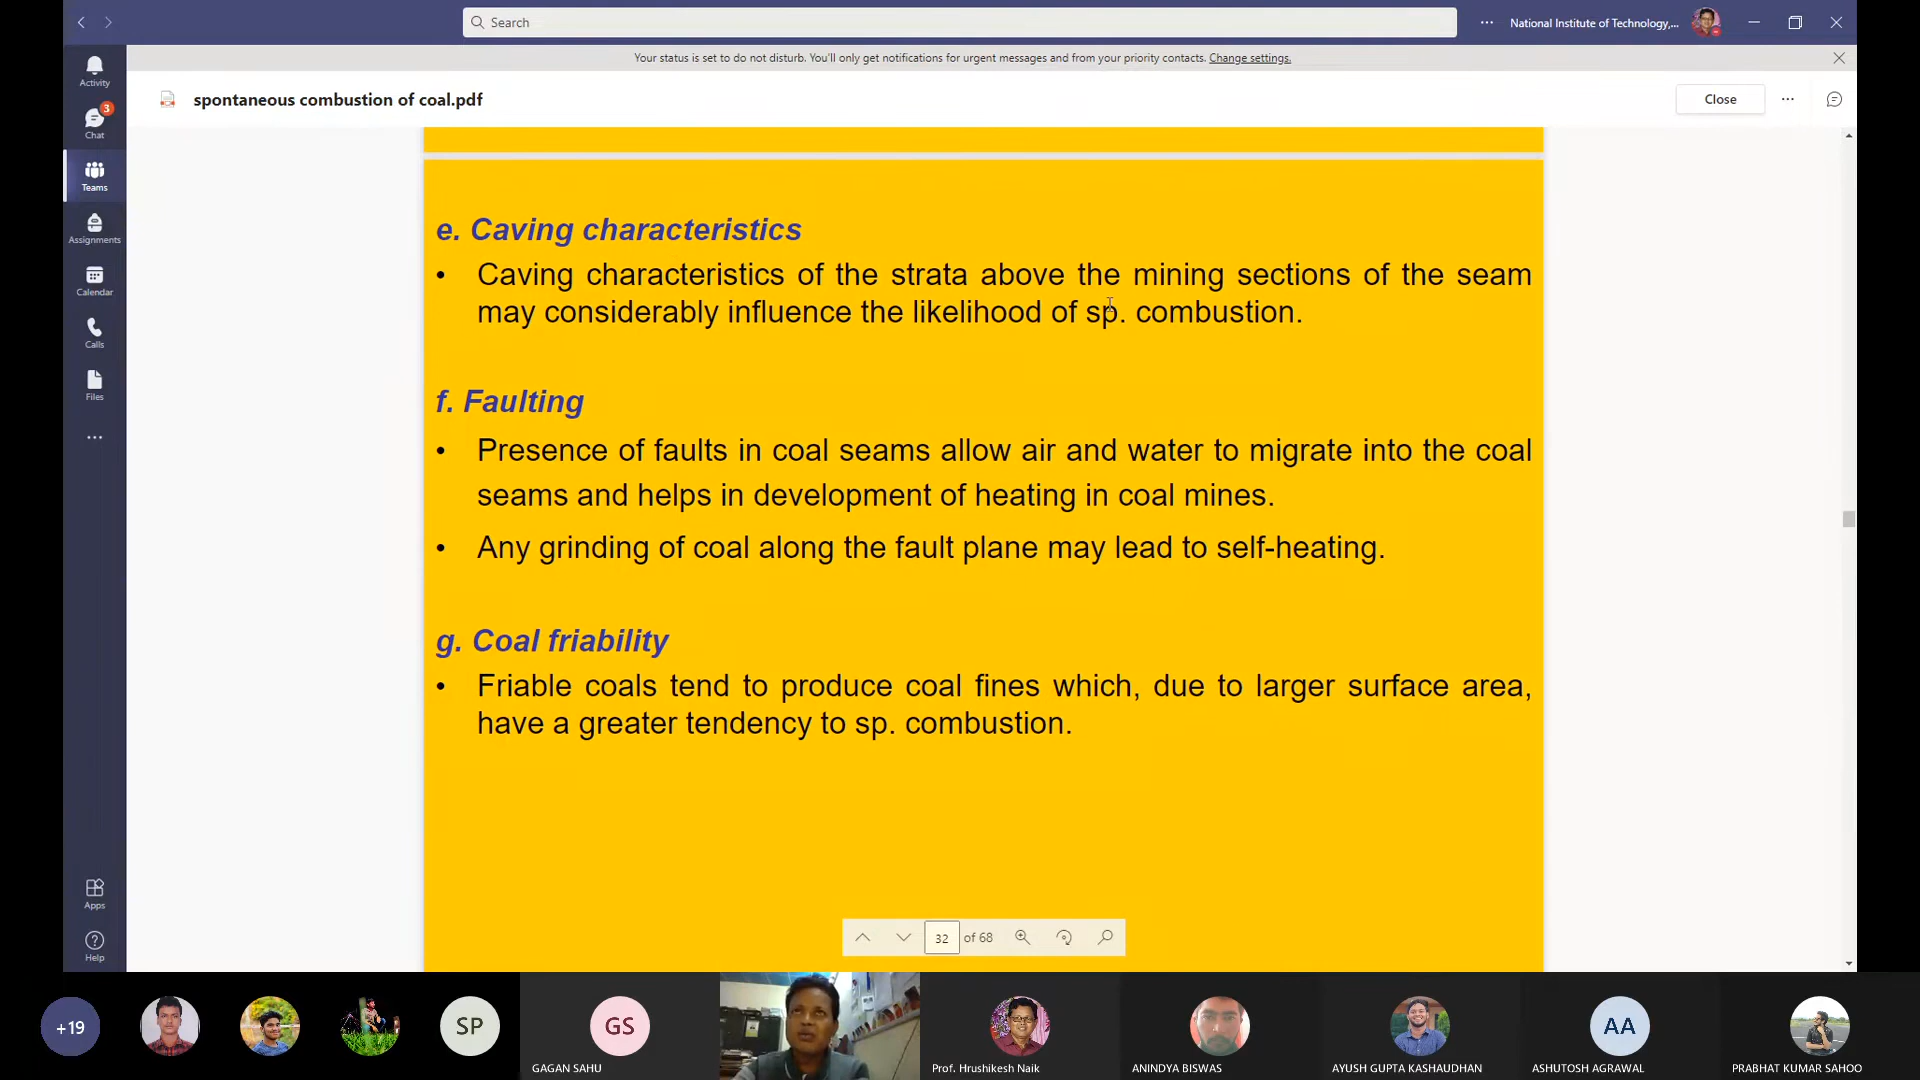 Search
National Institute of Technology,...
Your status is set to do not disturb. You'll only get notifications for urgent messages and from your priority contacts. Change settings.
Activity
3
Chat
Teams
Assignments
Calendar
Calls
Files
Apps
Help
spontaneous combustion of coal.pdf
Close
e. Caving characteristics
• Caving characteristics of the strata above the mining sections of the seam
may considerably influence the likelihood of sp. combustion.
f. Faulting
• Presence of faults in coal seams allow air and water to migrate into the coal
seams and helps in development of heating in coal mines.
• Any grinding of coal along the fault plane may lead to self-heating.
g. Coal friability
• Friable coals tend to produce coal fines which, due to larger surface area,
have a greater tendency to sp. combustion.
32 of 68
+19
SP
GS
GAGAN SAHU
Prof. Hrushikesh Naik
ANINDYA BISWAS
AYUSH GUPTA KASHAUDHAN
AA
ASHUTOSH AGRAWAL
PRABHAT KUMAR SAHOO